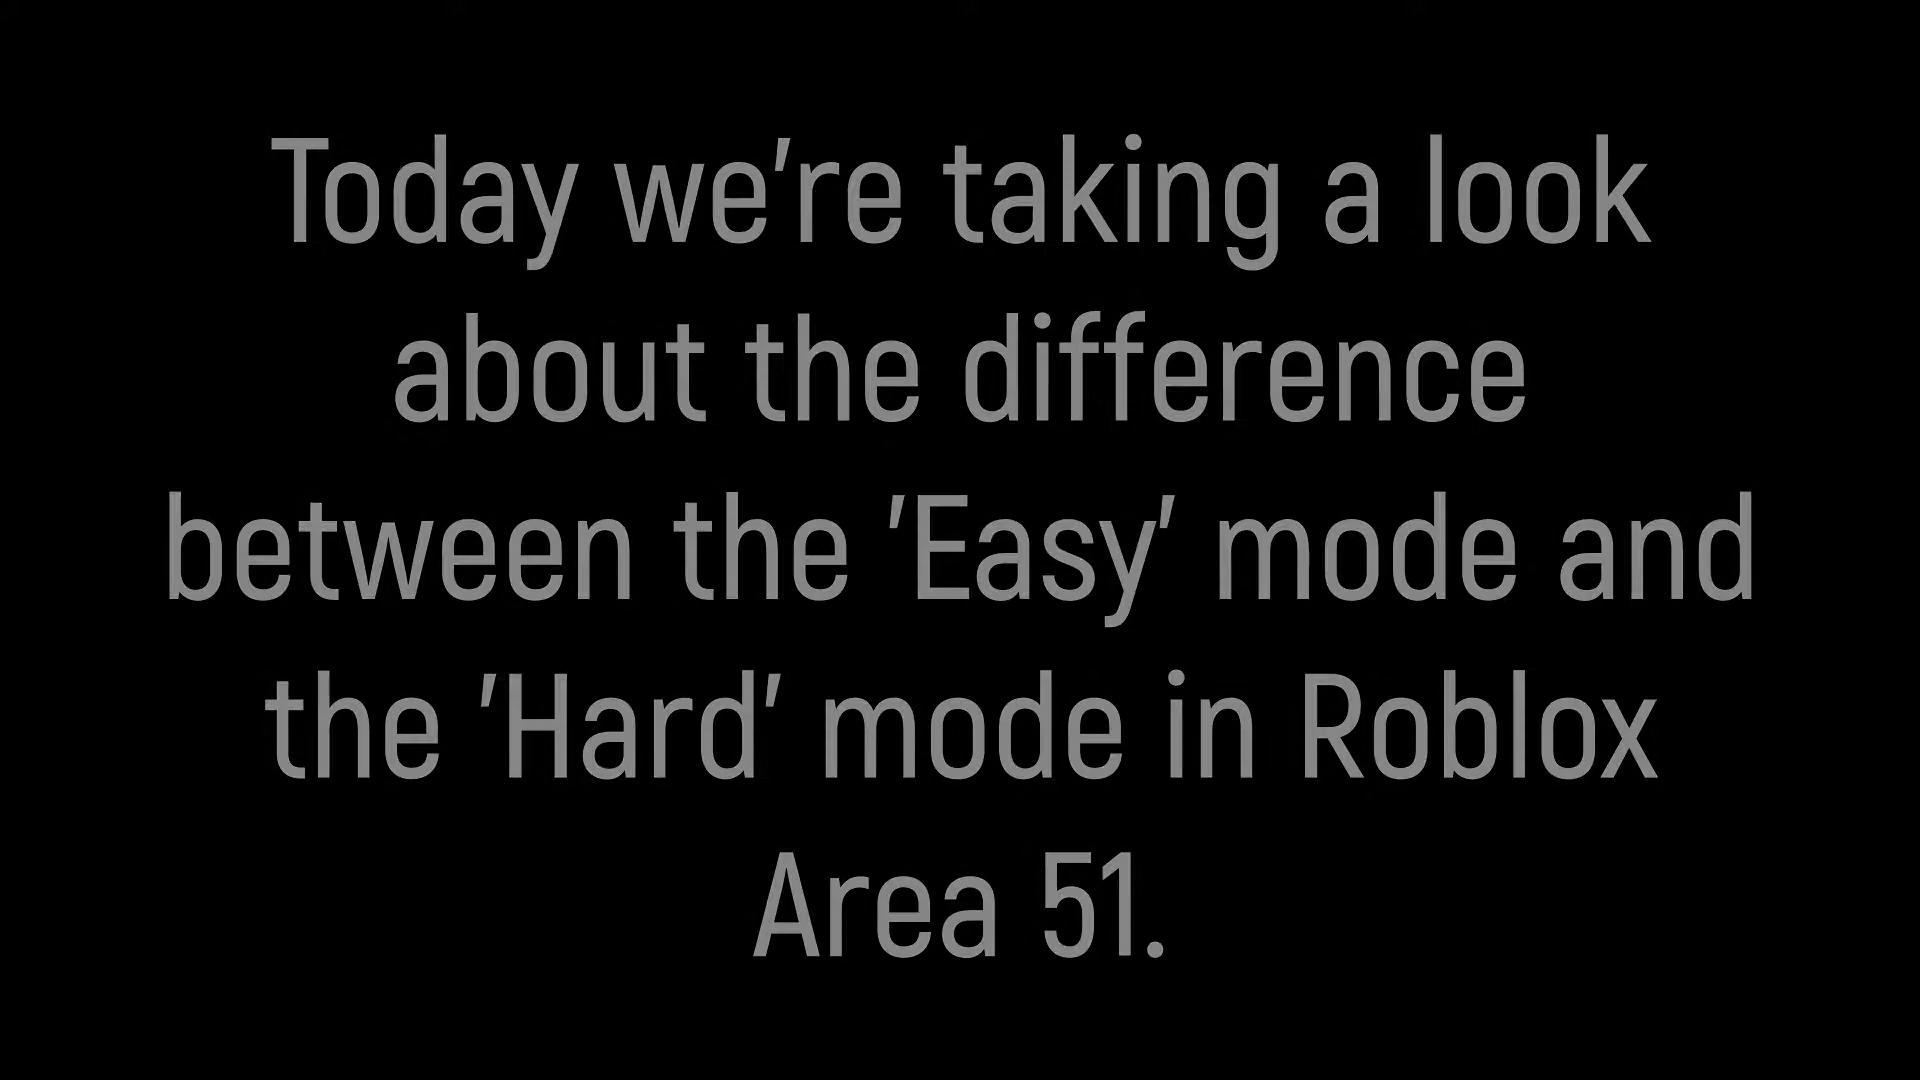 Today we're taking a look
about the difference
between the 'Easy' mode and
the 'Hard' mode in Roblox
Area 51.